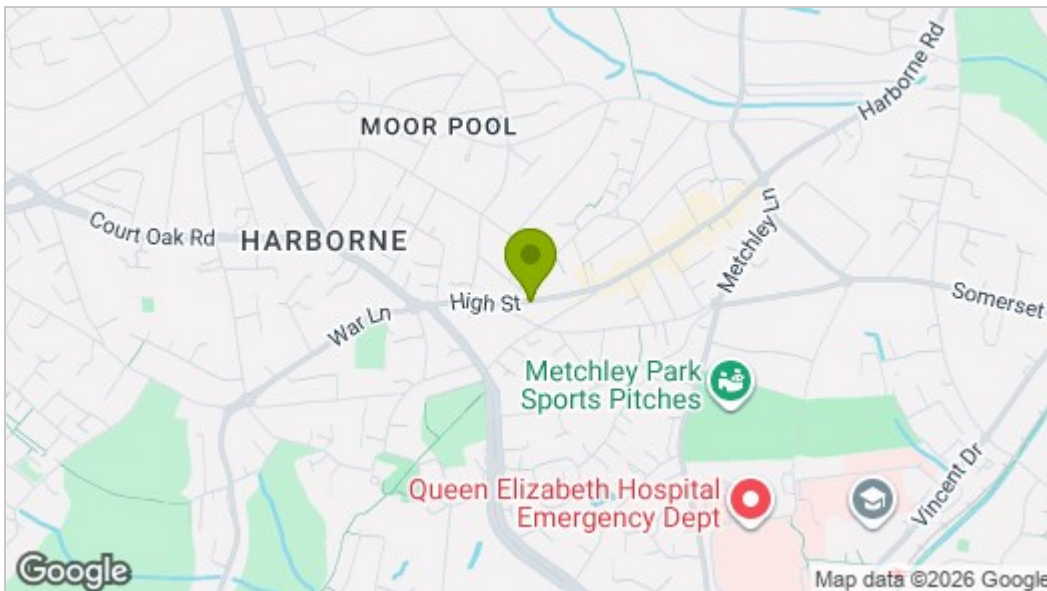 Harborne Rd
MOOR POOL
Metchley Ln
Court Oak Rd
HARBORNE
High St
Somerset
War Ln
Metchley Park
Sports Pitches
Queen Elizabeth Hospital
Emergency Dept
Vincent Dr
Google
Map data ©2026 Google